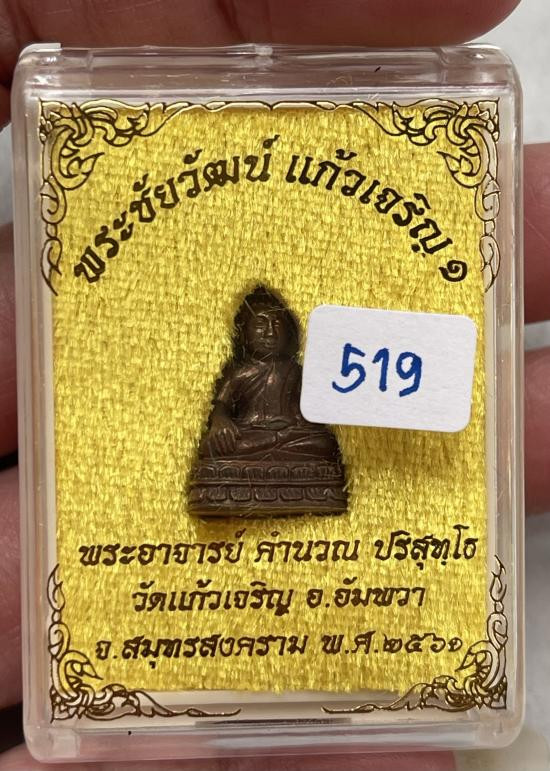 พระชัยวัฒน์ แก้วเจริญ ๑
519
พระอาจารย์ คำนวณ ปริสุทฺโธ
วัดแก้วเจริญ อ.อัมพวา
จ.สมุทรสงคราม พ.ศ.๒๕๖๑